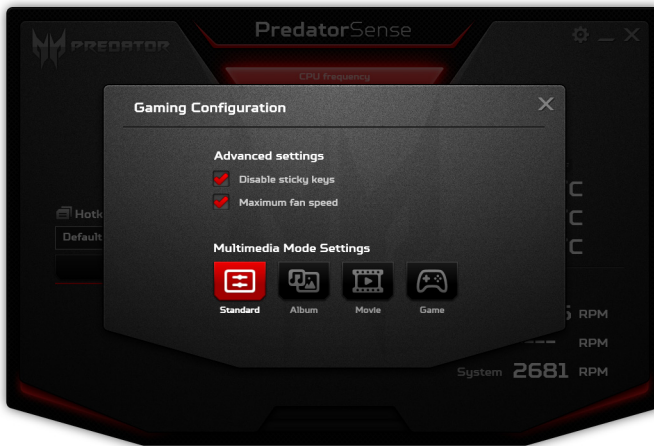 PREDATOR
PredatorSense
CPU frequency
Gaming Configuration
Advanced settings
Disable sticky keys
Maximum fan speed
Multimedia Mode Settings
Standard Album Movie Game
Default
C
C
C
RPM
--- RPM
System 2681 RPM